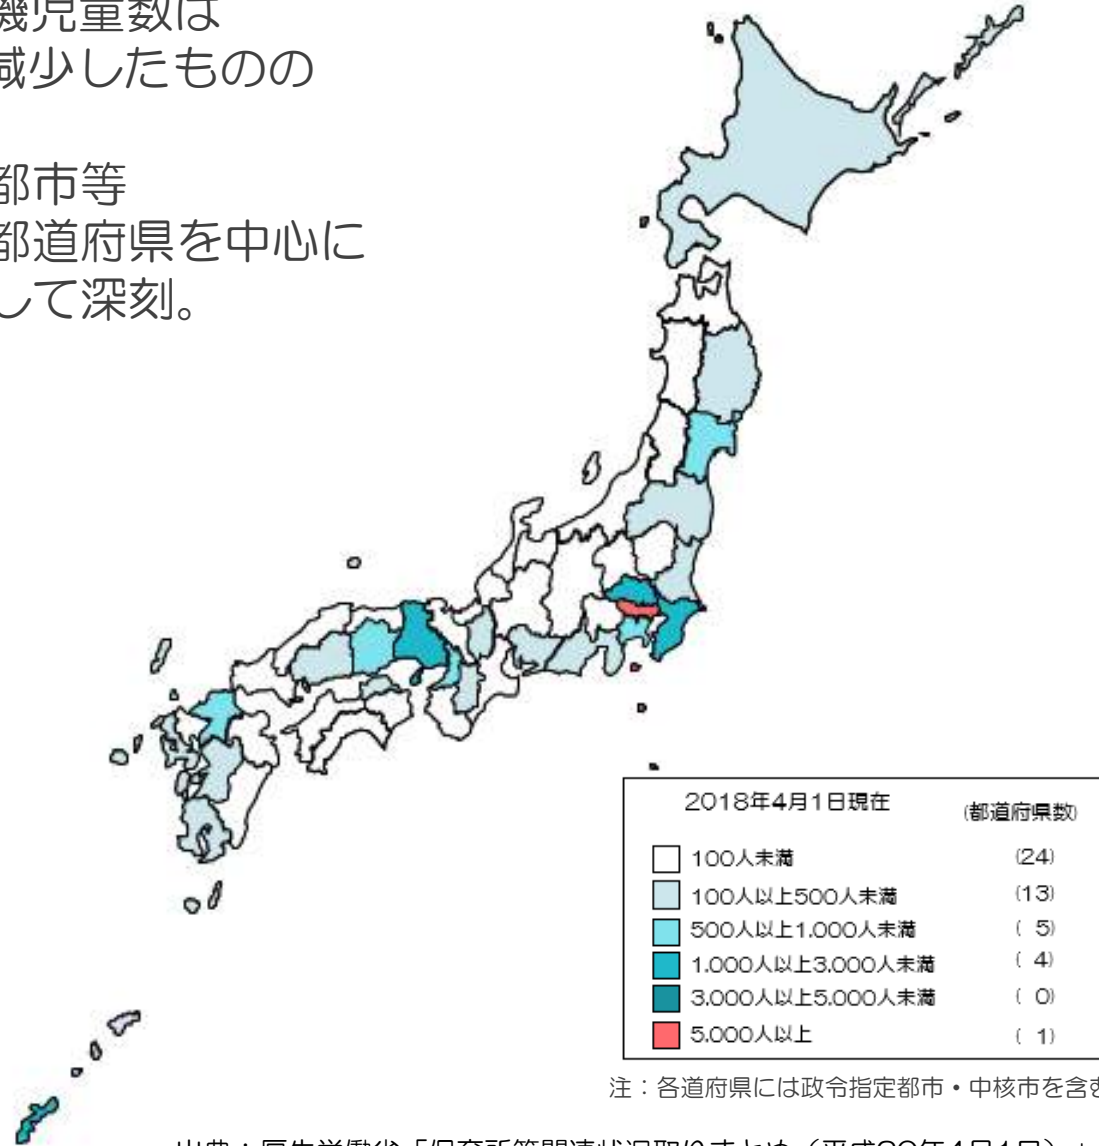 機児童数は
減少したものの
都市等
都道府県を中心に
して深刻。
2018年4月1日現在 (都道府県数)
100人未満 (24)
100人以上500人未満 (13)
500人以上1,000人未満 ( 5)
1,000人以上3,000人未満 ( 4)
3,000人以上5,000人未満 ( 0)
5,000人以上 ( 1)
注：各道府県には政令指定都市・中核市を含む